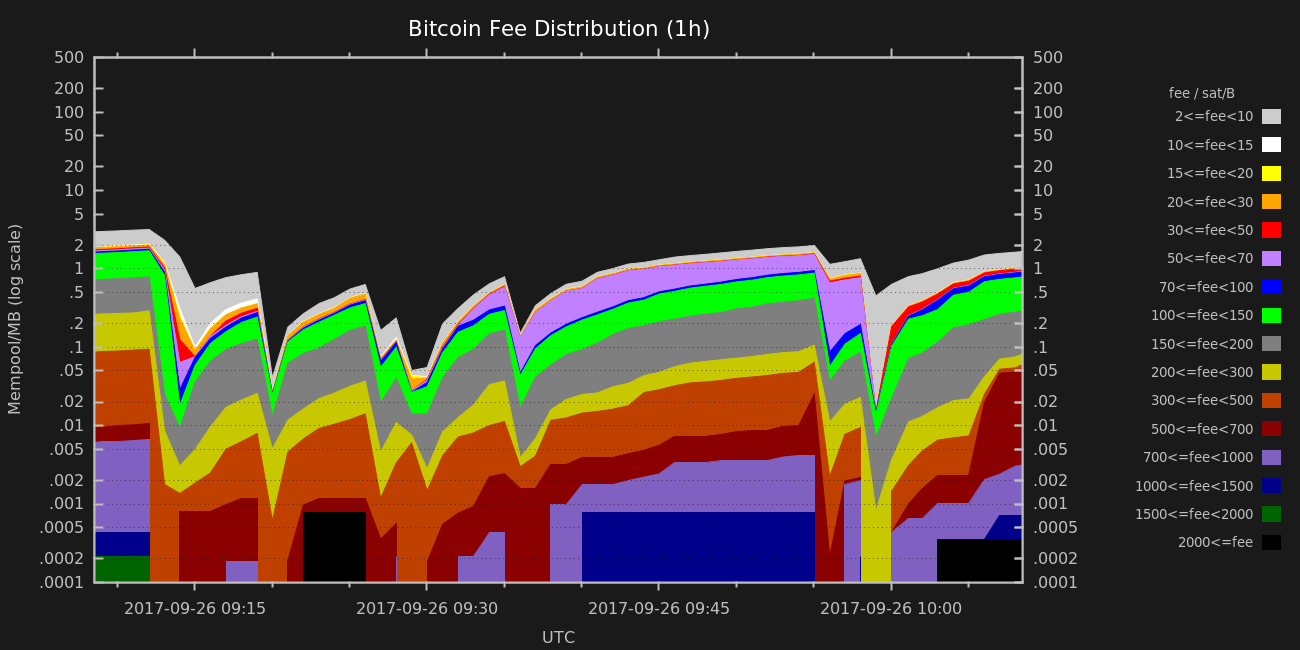 Bitcoin Fee Distribution (1h)
Mempool/MB (log scale)
500
200
100
50
20
10
5
2
1
.5
.2
.1
.05
.02
.01
.005
.002
.001
.0005
.0002
.0001
500
200
100
50
20
10
5
2
1
.5
.2
.1
.05
.02
.01
.005
.002
.001
.0005
.0002
.0001
2017-09-26 09:15
2017-09-26 09:30
2017-09-26 09:45
2017-09-26 10:00
UTC
fee / sat/B
2<=fee<10
10<=fee<15
15<=fee<20
20<=fee<30
30<=fee<50
50<=fee<70
70<=fee<100
100<=fee<150
150<=fee<200
200<=fee<300
300<=fee<500
500<=fee<700
700<=fee<1000
1000<=fee<1500
1500<=fee<2000
2000<=fee